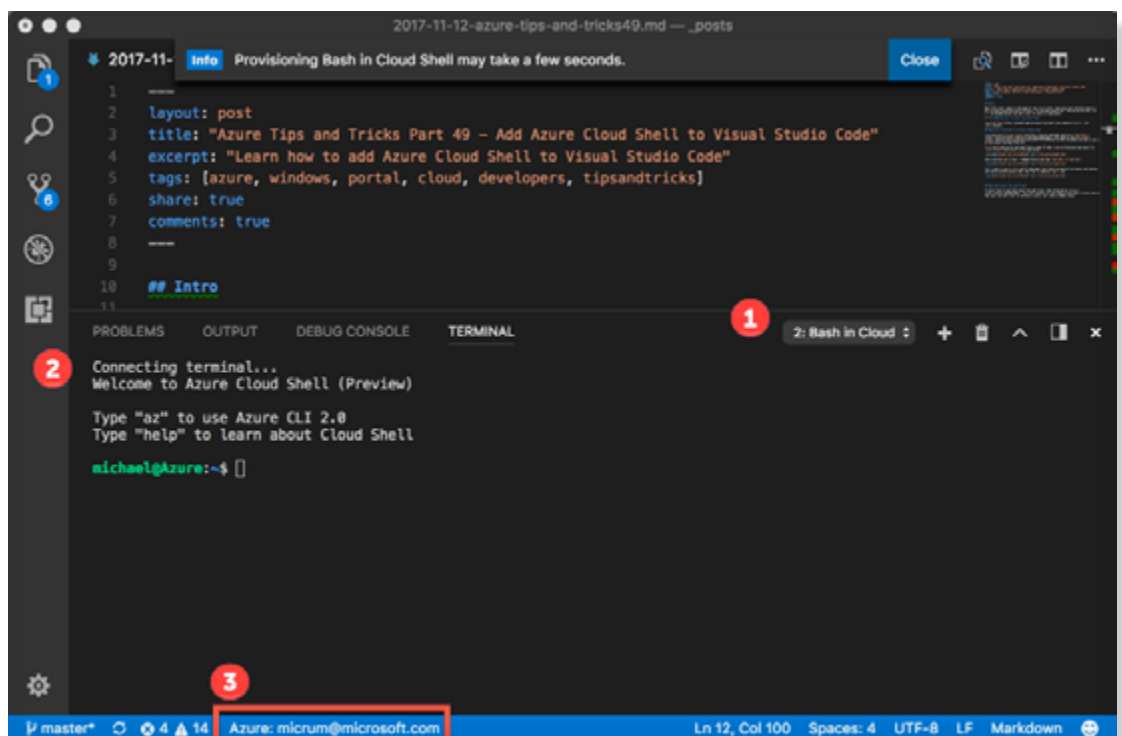 2017-11-12-azure-tips-and-tricks49.md — _posts
2017-11-
Info Provisioning Bash in Cloud Shell may take a few seconds. Close
1
1 ---
2 layout: post
3 title: "Azure Tips and Tricks Part 49 – Add Azure Cloud Shell to Visual Studio Code"
4 excerpt: "Learn how to add Azure Cloud Shell to Visual Studio Code"
5 tags: [azure, windows, portal, cloud, developers, tipsandtricks]
6 share: true
7 comments: true
8 ---
9
10 ## Intro
11
6
PROBLEMS OUTPUT DEBUG CONSOLE TERMINAL 1 2: Bash in Cloud
2
Connecting terminal...
Welcome to Azure Cloud Shell (Preview)
Type "az" to use Azure CLI 2.0
Type "help" to learn about Cloud Shell
michael@Azure:~$
3
master* 4 14 Azure: micrum@microsoft.com Ln 12, Col 100 Spaces: 4 UTF-8 LF Markdown